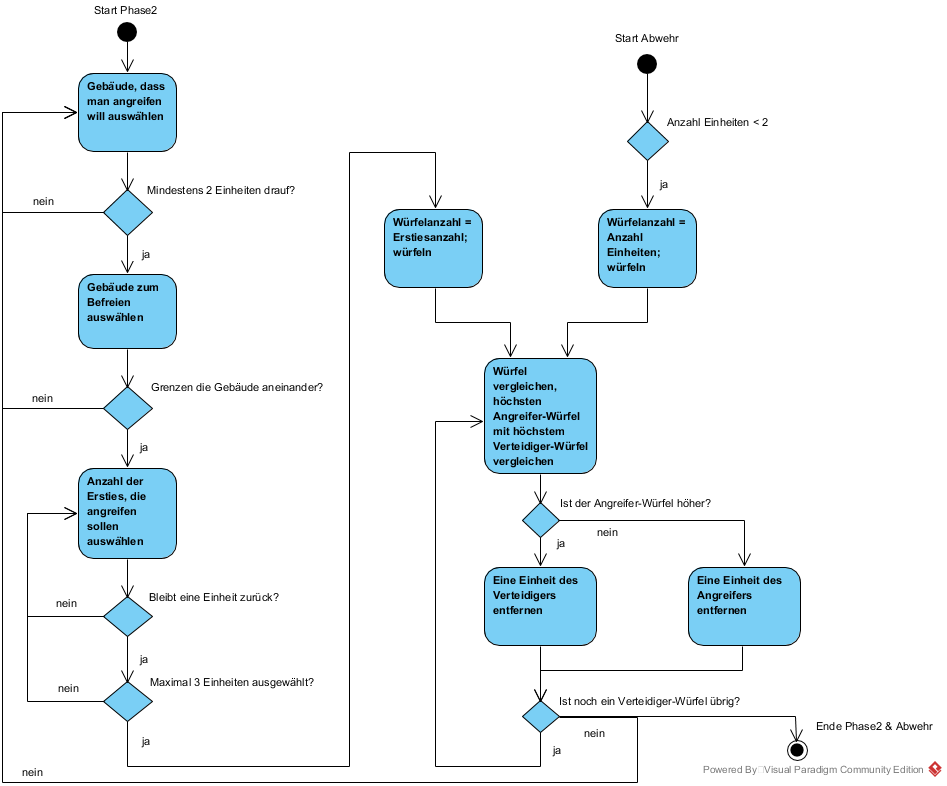 Start Phase2
Gebäude, dass
man angreifen
will auswählen
Mindestens 2 Einheiten drauf?
nein
ja
Gebäude zum
Befreien
auswählen
Grenzen die Gebäude aneinander?
nein
ja
Anzahl der
Ersties, die
angreifen
sollen
auswählen
Bleibt eine Einheit zurück?
nein
ja
Maximal 3 Einheiten ausgewählt?
nein
ja
nein
Start Abwehr
Anzahl Einheiten < 2
ja
Würfelanzahl =
Erstiesanzahl;
würfeln
Würfelanzahl =
Anzahl
Einheiten;
würfeln
Würfel
vergleichen,
höchsten
Angreifer-Würfel
mit höchstem
Verteidiger-Würfel
vergleichen
Ist der Angreifer-Würfel höher?
nein
ja
Eine Einheit des
Verteidigers
entfernen
Eine Einheit des
Angreifers
entfernen
Ist noch ein Verteidiger-Würfel übrig?
nein
ja
Ende Phase2 & Abwehr
Powered By Visual Paradigm Community Edition